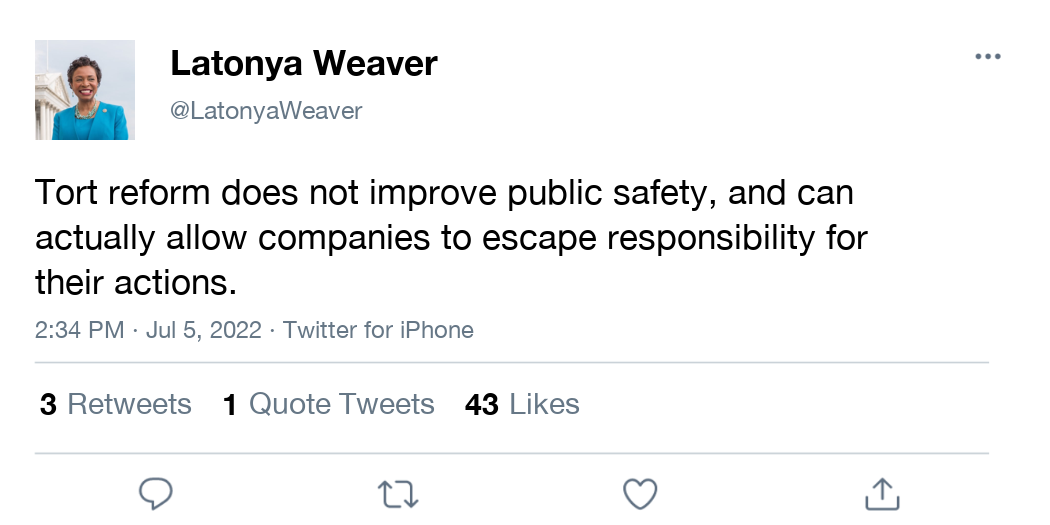 Latonya Weaver
@LatonyaWeaver
Tort reform does not improve public safety, and can
actually allow companies to escape responsibility for
their actions.
2:34 PM · Jul 5, 2022 · Twitter for iPhone
3 Retweets 1 Quote Tweets 43 Likes